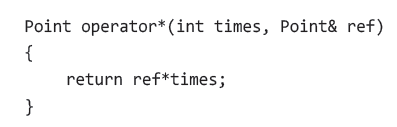 Point operator*(int times, Point& ref)
{
    return ref*times;
}